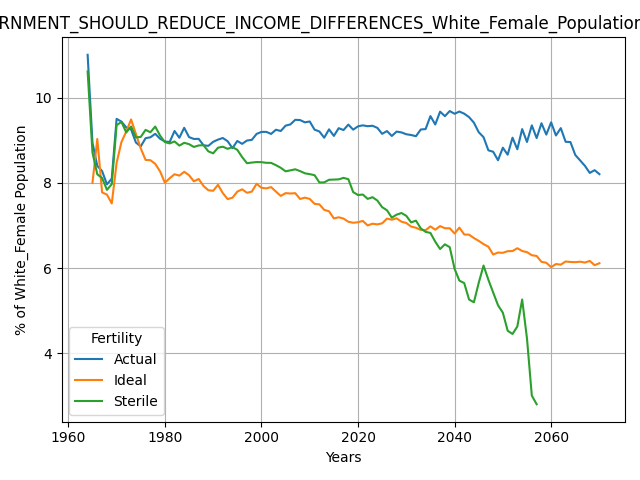 RNMENT_SHOULD_REDUCE_INCOME_DIFFERENCES_White_Female_Population
% of White_Female Population
10
8
6
4
Fertility
Actual
Ideal
Sterile
1960 1980 2000 2020 2040 2060
Years